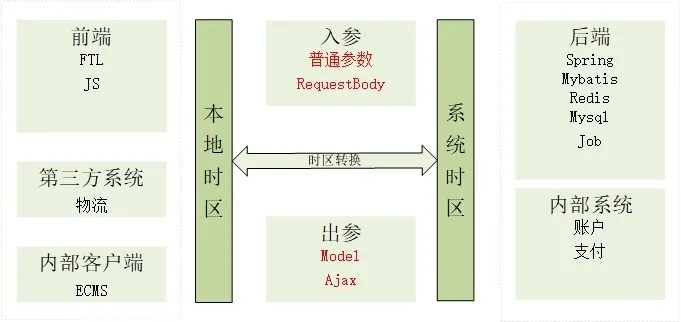 前端
FTL
JS
第三方系统
物流
内部客户端
ECMS
本地时区
入参
普通参数
RequestBody
时区转换
出参
Model
Ajax
系统时区
后端
Spring
Mybatis
Redis
Mysql
Job
内部系统
账户
支付